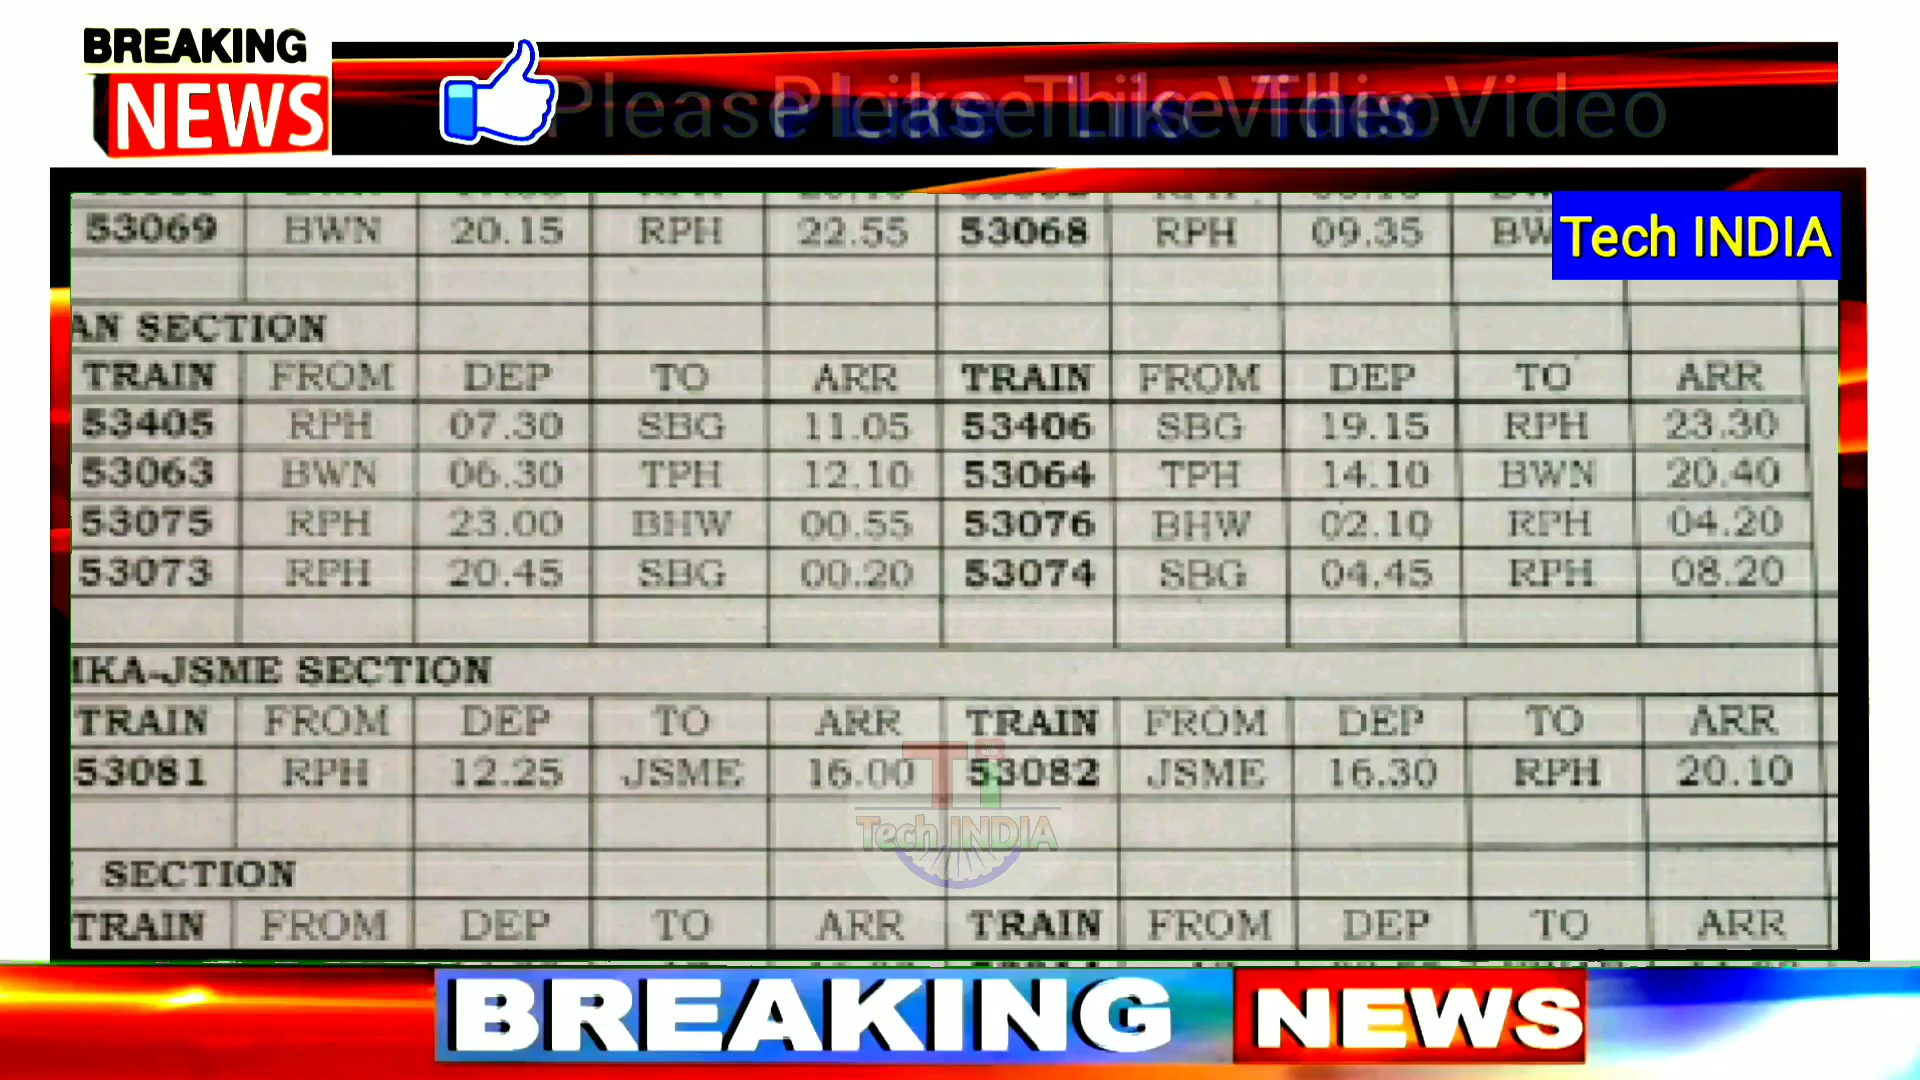 BREAKING
NEWS
Please Like This Video
Tech INDIA
53069 BWN 20.15 RPH 22.55 53068 RPH 09.35
AN SECTION
TRAIN FROM DEP TO ARR TRAIN FROM DEP TO ARR
53405 RPH 07.30 SBG 11.05 53406 SBG 19.15 RPH 23.30
53063 BWN 06.30 TPH 12.10 53064 TPH 14.10 BWN 20.40
53075 RPH 23.00 BHW 00.55 53076 BHW 02.10 RPH 04.20
53073 RPH 20.45 SBG 00.20 53074 SBG 04.45 RPH 08.20
MKA-JSME SECTION
TRAIN FROM DEP TO ARR TRAIN FROM DEP TO ARR
53081 RPH 12.25 JSME 16.00 53082 JSME 16.30 RPH 20.10
Ti
Tech INDIA
SECTION
TRAIN FROM DEP TO ARR TRAIN FROM DEP TO ARR
BREAKING NEWS